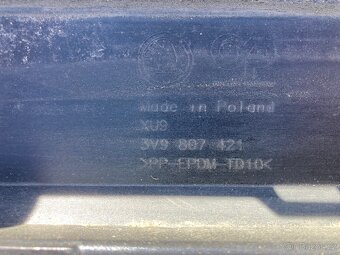 Made in Poland
XU9
3V9 807 421
>PP-EPDM TD10<